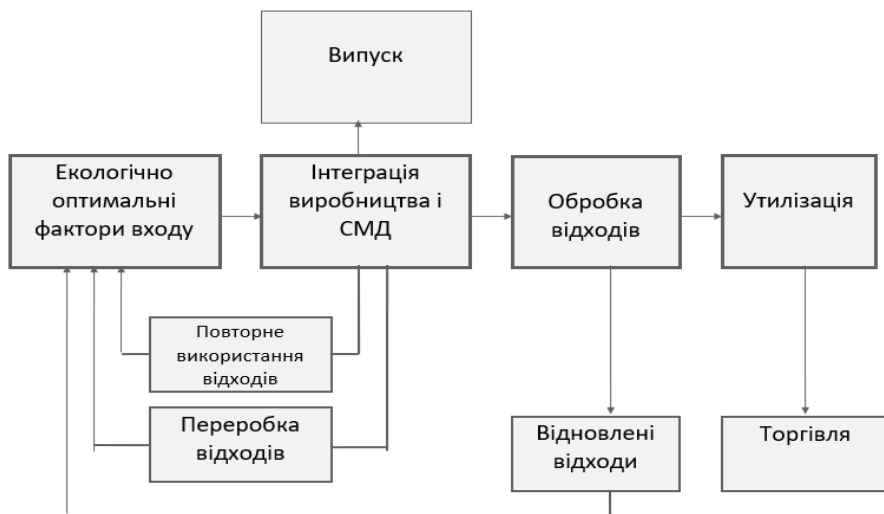 Випуск
Екологічно
оптимальні
фактори входу
Інтеграція
виробництва і
СМД
Обробка
відходів
Утилізація
Повторне
використання
відходів
Переробка
відходів
Відновлені
відходи
Торгівля